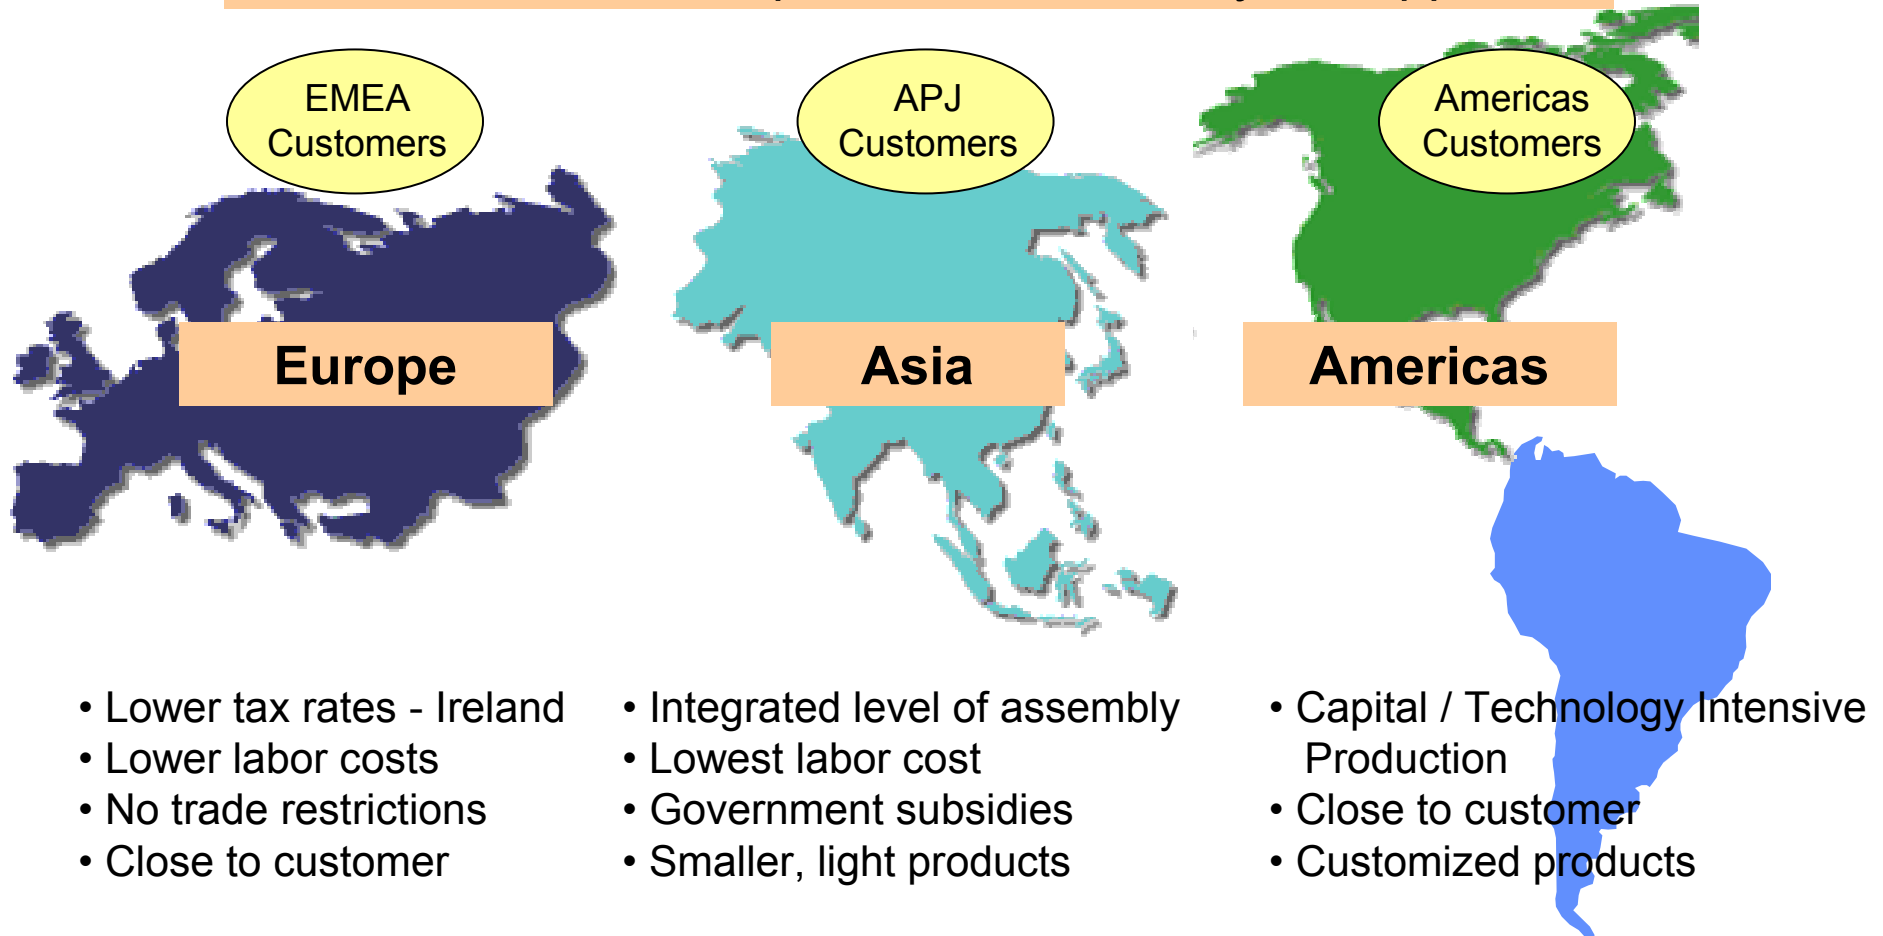 EMEA
Customers
APJ
Customers
Americas
Customers
Europe
Asia
Americas
• Lower tax rates - Ireland
• Lower labor costs
• No trade restrictions
• Close to customer
• Integrated level of assembly
• Lowest labor cost
• Government subsidies
• Smaller, light products
• Capital / Technology Intensive
Production
• Close to customer
• Customized products